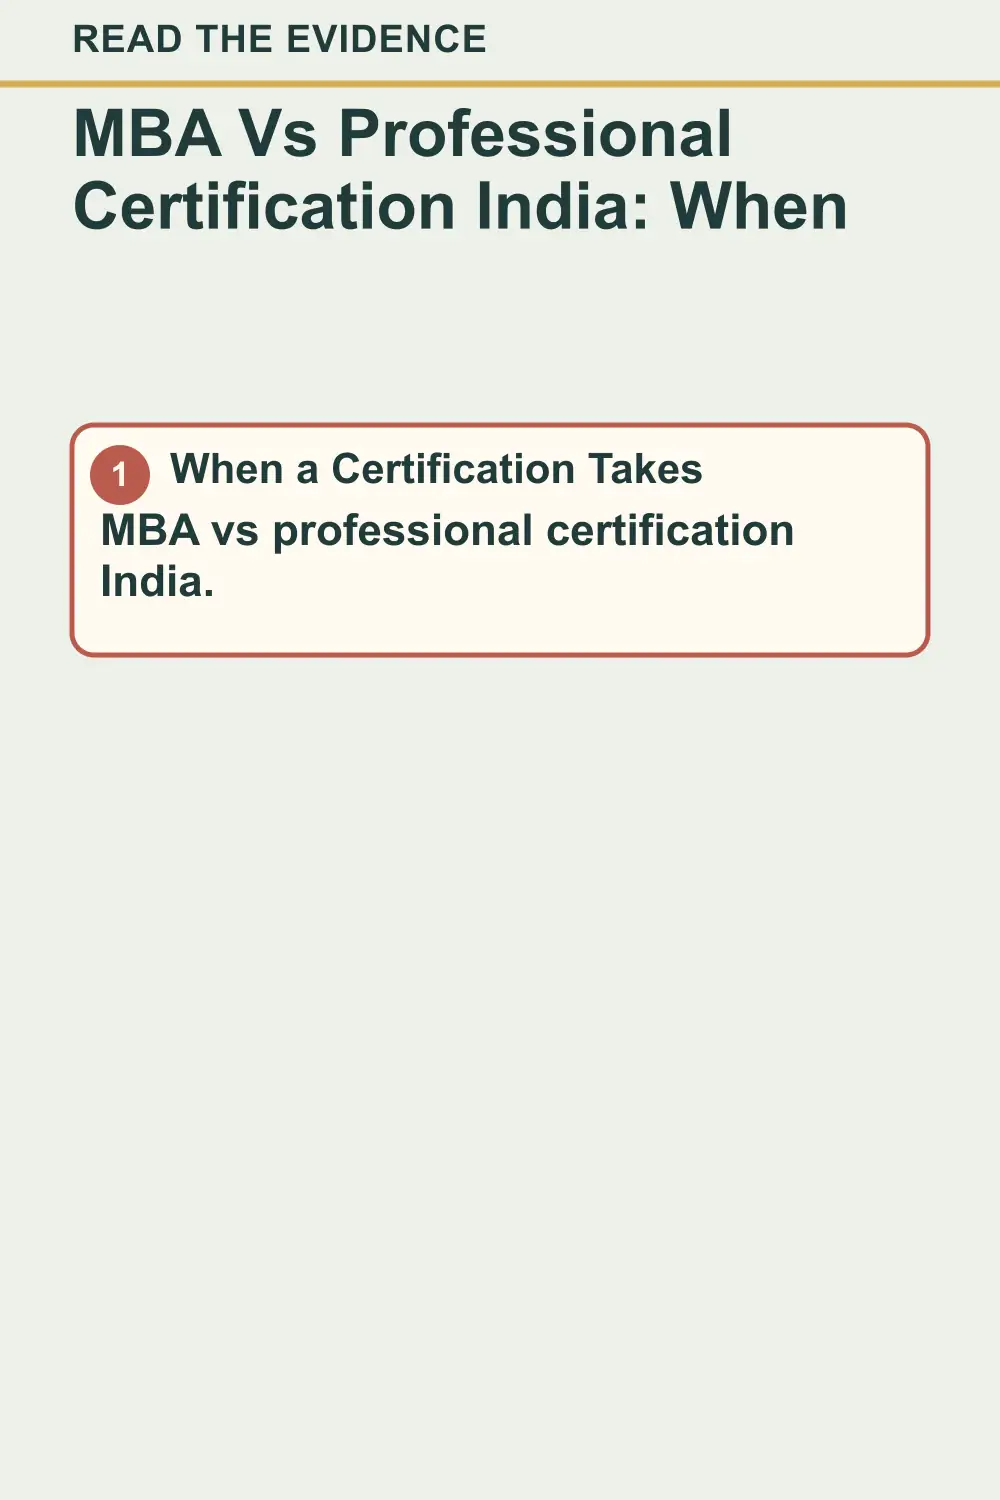 READ THE EVIDENCE
MBA Vs Professional
Certification India: When
1 When a Certification Takes
MBA vs professional certification
India.